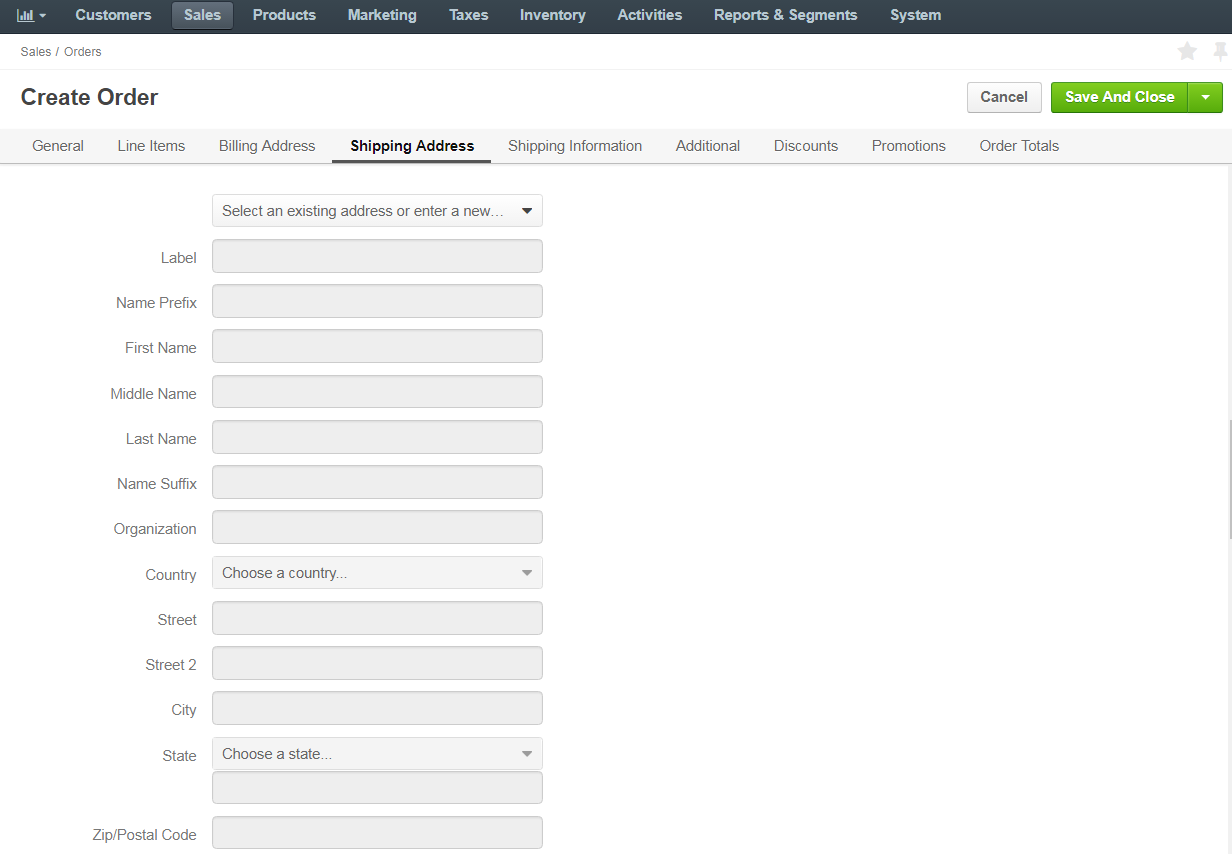 Customers Sales Products Marketing Taxes Inventory Activities Reports & Segments System
Sales / Orders
Create Order
Cancel Save And Close
General Line Items Billing Address Shipping Address Shipping Information Additional Discounts Promotions Order Totals
Select an existing address or enter a new…
Label
Name Prefix
First Name
Middle Name
Last Name
Name Suffix
Organization
Country Choose a country...
Street
Street 2
City
State Choose a state...
Zip/Postal Code